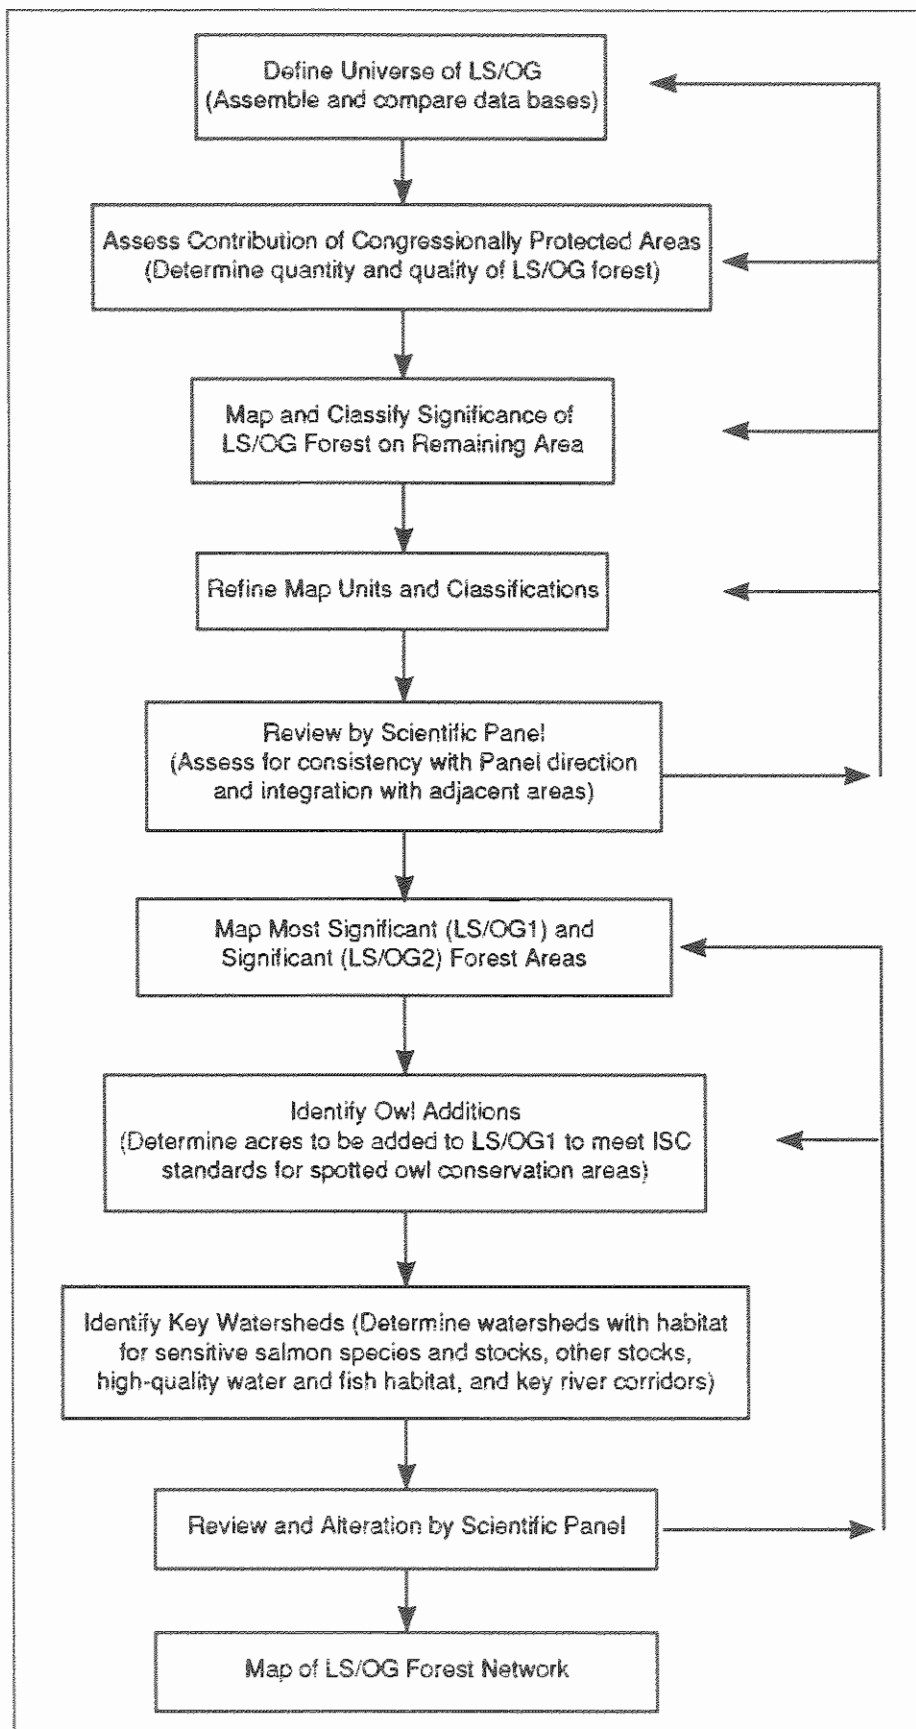 Define Universe of LS/OG
(Assemble and compare data bases)
Assess Contribution of Congressionally Protected Areas
(Determine quantity and quality of LS/OG forest)
Map and Classify Significance of
LS/OG Forest on Remaining Area
Refine Map Units and Classifications
Review by Scientific Panel
(Assess for consistency with Panel direction
and integration with adjacent areas)
Map Most Significant (LS/OG1) and
Significant (LS/OG2) Forest Areas
Identify Owl Additions
(Determine acres to be added to LS/OG1 to meet ISC
standards for spotted owl conservation areas)
Identify Key Watersheds (Determine watersheds with habitat
for sensitive salmon species and stocks, other stocks,
high-quality water and fish habitat, and key river corridors)
Review and Alteration by Scientific Panel
Map of LS/OG Forest Network